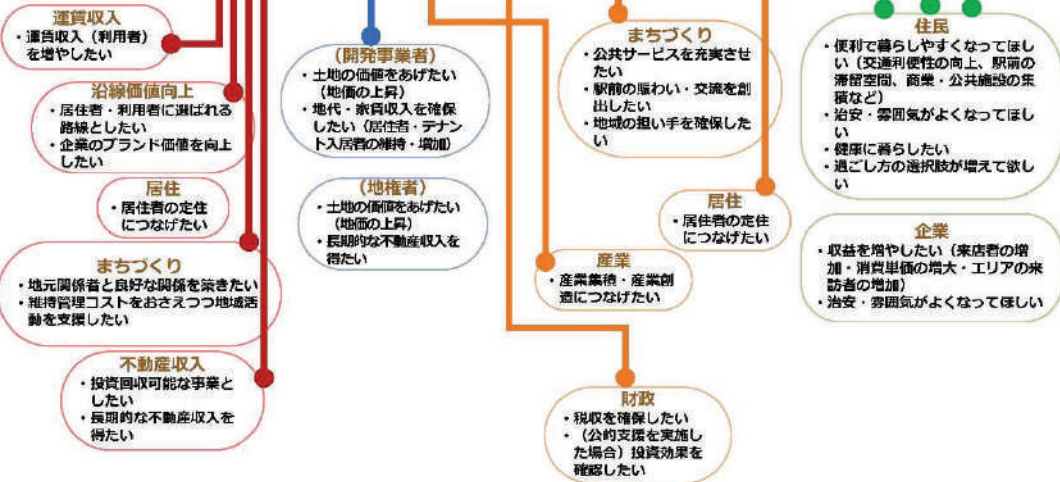 運賃収入
・運賃収入（利用者）
を増やしたい
沿線価値向上
・居住者・利用者に選ばれる
路線としたい
・企業のブランド価値を向上
したい
居住
・居住者の定住
につなげたい
まちづくり
・地元関係者と良好な関係を築きたい
・維持管理コストをおさえつつ地域活
動を支援したい
不動産収入
・投資回収可能な事業と
したい
・長期的な不動産収入を
得たい
（開発事業者）
・土地の価値をあげたい
（地価の上昇）
・地代・家賃収入を確保
したい（居住者・テナン
ト入居者の維持・増加）
（地権者）
・土地の価値をあげたい
（地価の上昇）
・長期的な不動産収入を
得たい
まちづくり
・公共サービスを充実させ
たい
・駅前の賑わい・交流を創
出したい
・地域の担い手を確保した
い
居住
・居住者の定住
につなげたい
産業
・産業集積・産業創
造につなげたい
財政
・税収を確保したい
・（公的支援を実施し
た場合）投資効果を
確認したい
住民
・便利で暮らしやすくなってほし
い（交通利便性の向上、駅前の
滞留空間、商業・公共施設の集
積など）
・治安・雰囲気がよくなってほし
い
・健康に暮らしたい
・過ごし方の選択肢が増えて欲し
い
企業
・収益を増やしたい（来店者の増
加・消費単価の増大・エリアの来
訪者の増加）
・治安・雰囲気がよくなってほしい